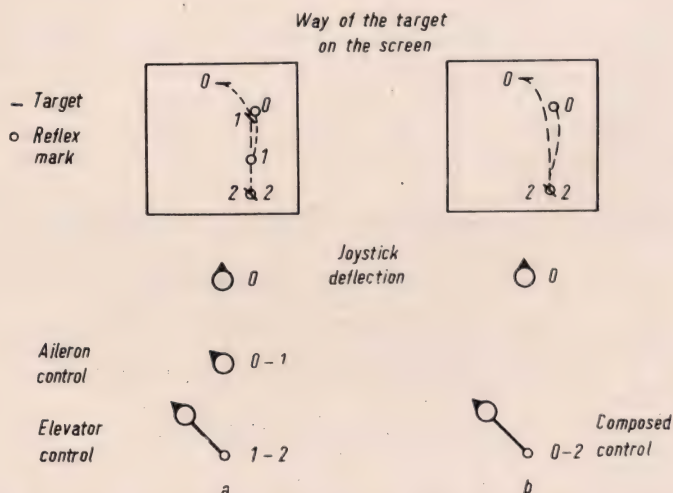 Way of the target
on the screen
0
0
1
1
2 2
0
0
2 2
– Target
o Reflex
mark
Joystick
deflection
0
0
Aileron
control
0-1
Elevator
control
1-2
0-2
Composed
control
a
b